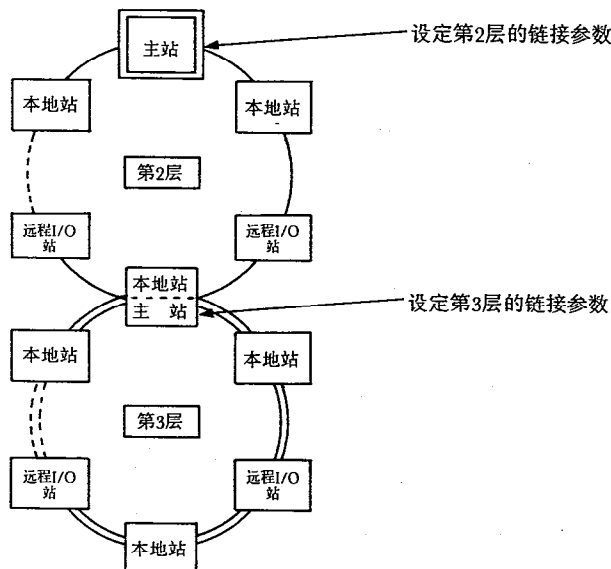 主站
设定第2层的链接参数
本地站
本地站
第2层
远程I/O
站
远程I/O
站
本地站
主 站
设定第3层的链接参数
本地站
本地站
第3层
远程I/O
站
远程I/O
站
本地站